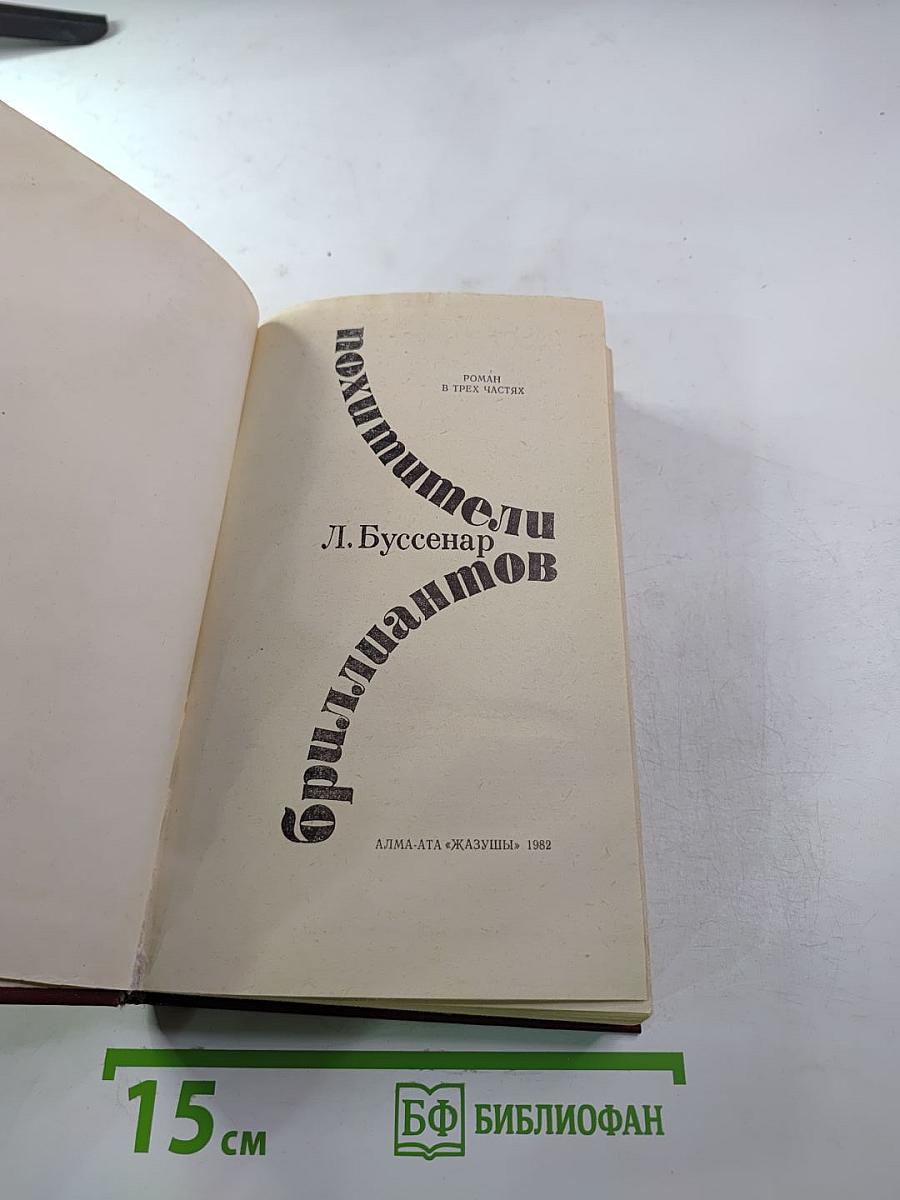 РОМАН
В ТРЕХ ЧАСТЯХ
похитители
Л. Буссенар
бриллиантов
АЛМА-АТА «ЖАЗУШЫ» 1982
15 см
БФ БИБЛИОФАН